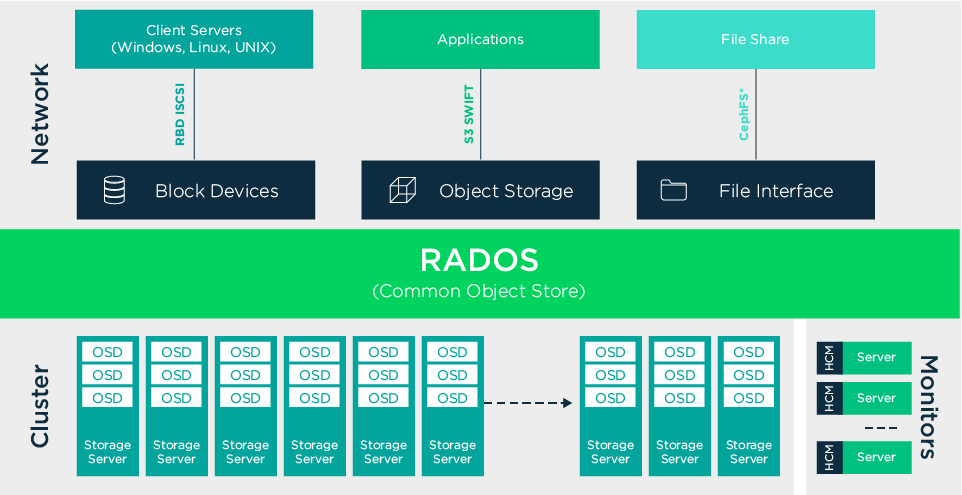 Network
Client Servers
(Windows, Linux, UNIX)
Applications
File Share
RBD ISCSI
S3 SWIFT
CephFS*
Block Devices
Object Storage
File Interface
RADOS
(Common Object Store)
Cluster
OSD OSD OSD OSD OSD OSD OSD OSD OSD
OSD OSD OSD OSD OSD OSD OSD OSD OSD
OSD OSD OSD OSD OSD OSD OSD OSD OSD
Storage Storage Storage Storage Storage Storage Storage Storage Storage
Server Server Server Server Server Server Server Server Server
HCM Server
HCM Server
HCM Server
Monitors